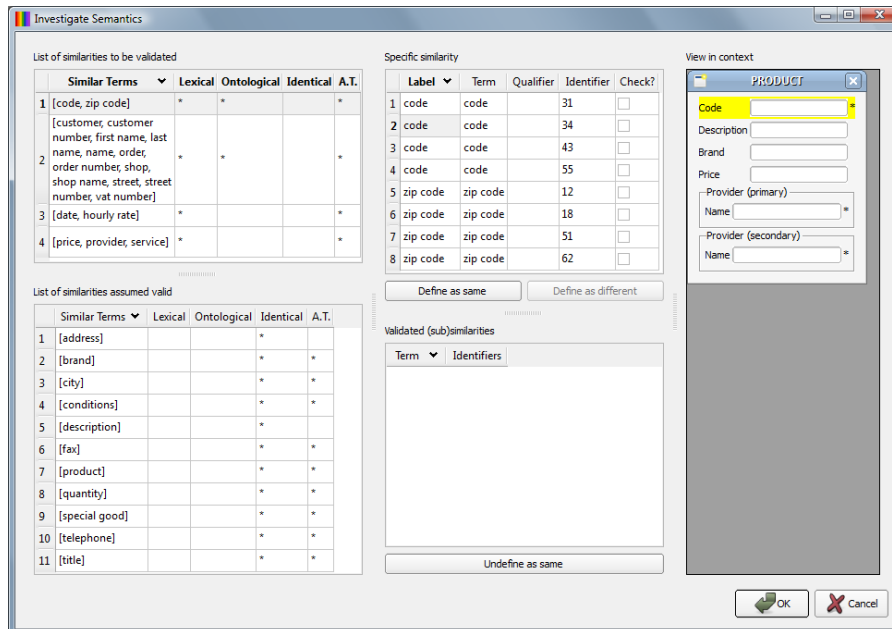 Investigate Semantics
List of similarities to be validated
Similar Terms Lexical Ontological Identical A.T.
1 [code, zip code] * * *
2 [customer, customer
number, first name, last
name, name, order,
order number, shop,
shop name, street, street
number, vat number] * * *
3 [date, hourly rate] * *
4 [price, provider, service] * *
List of similarities assumed valid
Similar Terms Lexical Ontological Identical A.T.
1 [address] *
2 [brand] * *
3 [city] * *
4 [conditions] * *
5 [description] *
6 [fax] * *
7 [product] * *
8 [quantity] * *
9 [special good] * *
10 [telephone] * *
11 [title] * *
Specific similarity
Label Term Qualifier Identifier Check?
1 code code 31
2 code code 34
3 code code 43
4 code code 55
5 zip code zip code 12
6 zip code zip code 18
7 zip code zip code 51
8 zip code zip code 62
Define as same Define as different
Validated (sub)similarities
Term Identifiers
Undefine as same
View in context
PRODUCT
Code *
Description
Brand
Price
Provider (primary)
Name *
Provider (secondary)
Name *
OK Cancel